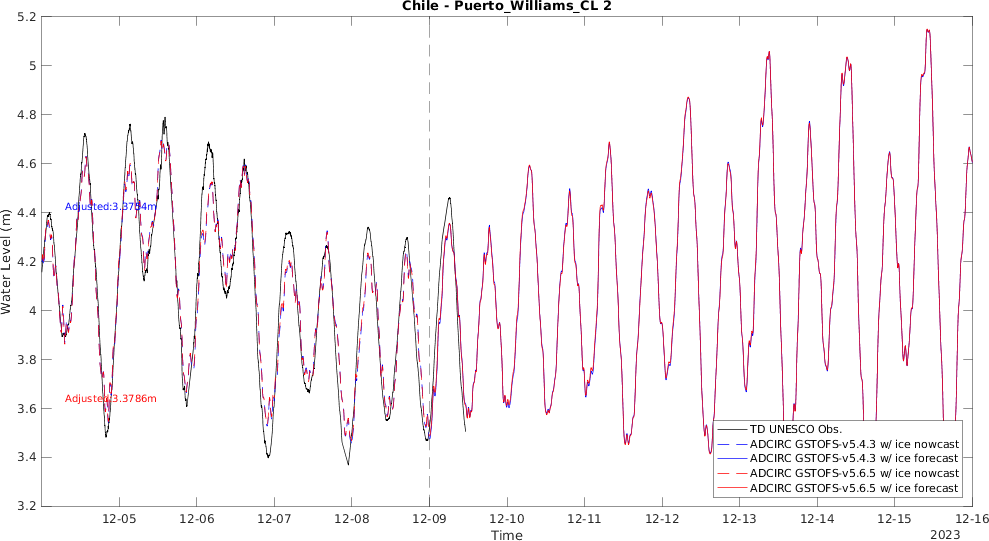 Chile - Puerto_Williams_CL 2
5.2
5
4.8
4.6
4.4
4.2
4
3.8
3.6
3.4
3.2
Water Level (m)
Adjusted:3.3794m
Adjusted:3.3786m
TD UNESCO Obs.
ADCIRC GSTOFS-v5.4.3 w/ ice nowcast
ADCIRC GSTOFS-v5.4.3 w/ ice forecast
ADCIRC GSTOFS-v5.6.5 w/ ice nowcast
ADCIRC GSTOFS-v5.6.5 w/ ice forecast
12-05 12-06 12-07 12-08 12-09 12-10 12-11 12-12 12-13 12-14 12-15 12-16
Time
2023